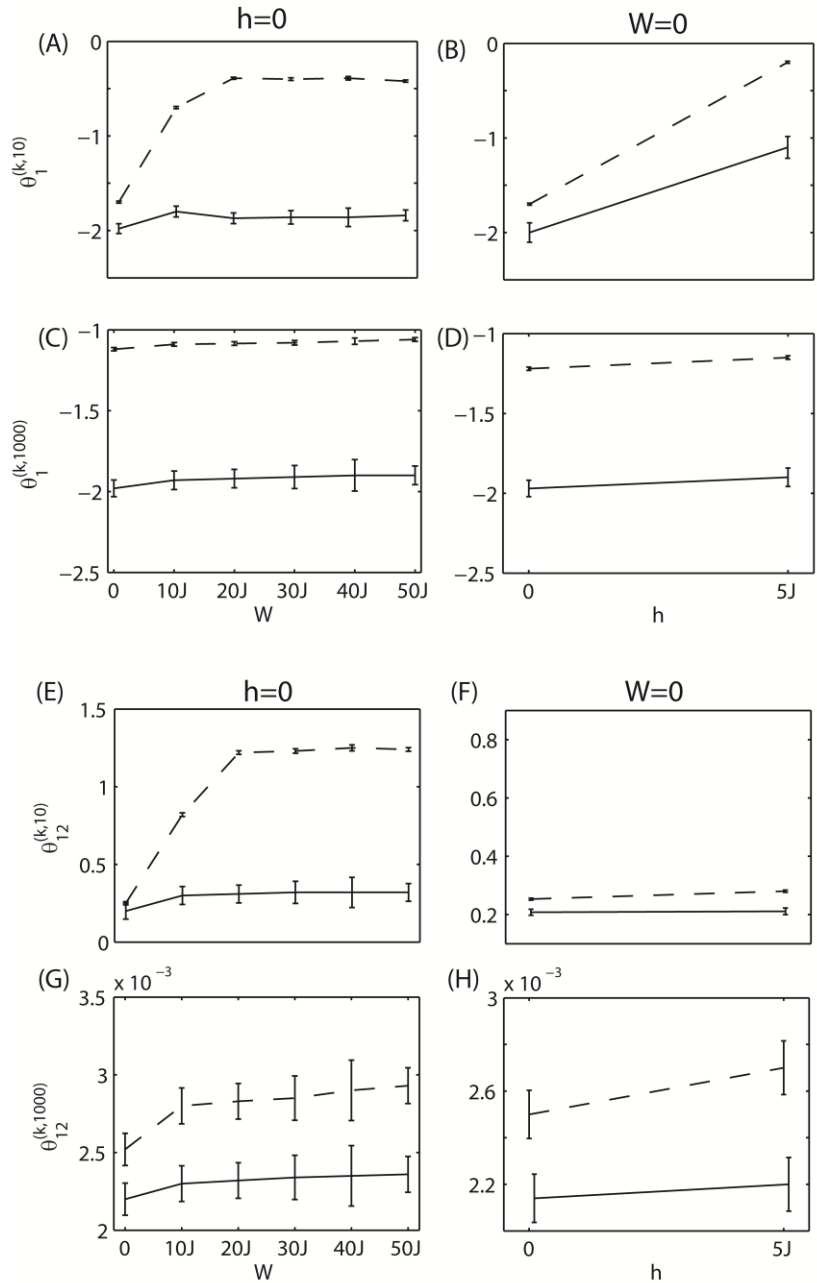 h=0
W=0
(A)
0
−1
−2
θ₁^(k,10)
(B)
0
−1
−2
(C)
−1
−1.5
−2
−2.5
θ₁^(k,1000)
0 10J 20J 30J 40J 50J
W
(D)
−1
−1.5
−2
−2.5
0 5J
h
h=0
W=0
(E)
1.5
1
0.5
0
θ₁₂^(k,10)
(F)
0.8
0.6
0.4
0.2
(G)
x 10⁻³
3.5
3
2.5
2
θ₁₂^(k,1000)
0 10J 20J 30J 40J 50J
W
(H)
x 10⁻³
3
2.6
2.2
0 5J
h